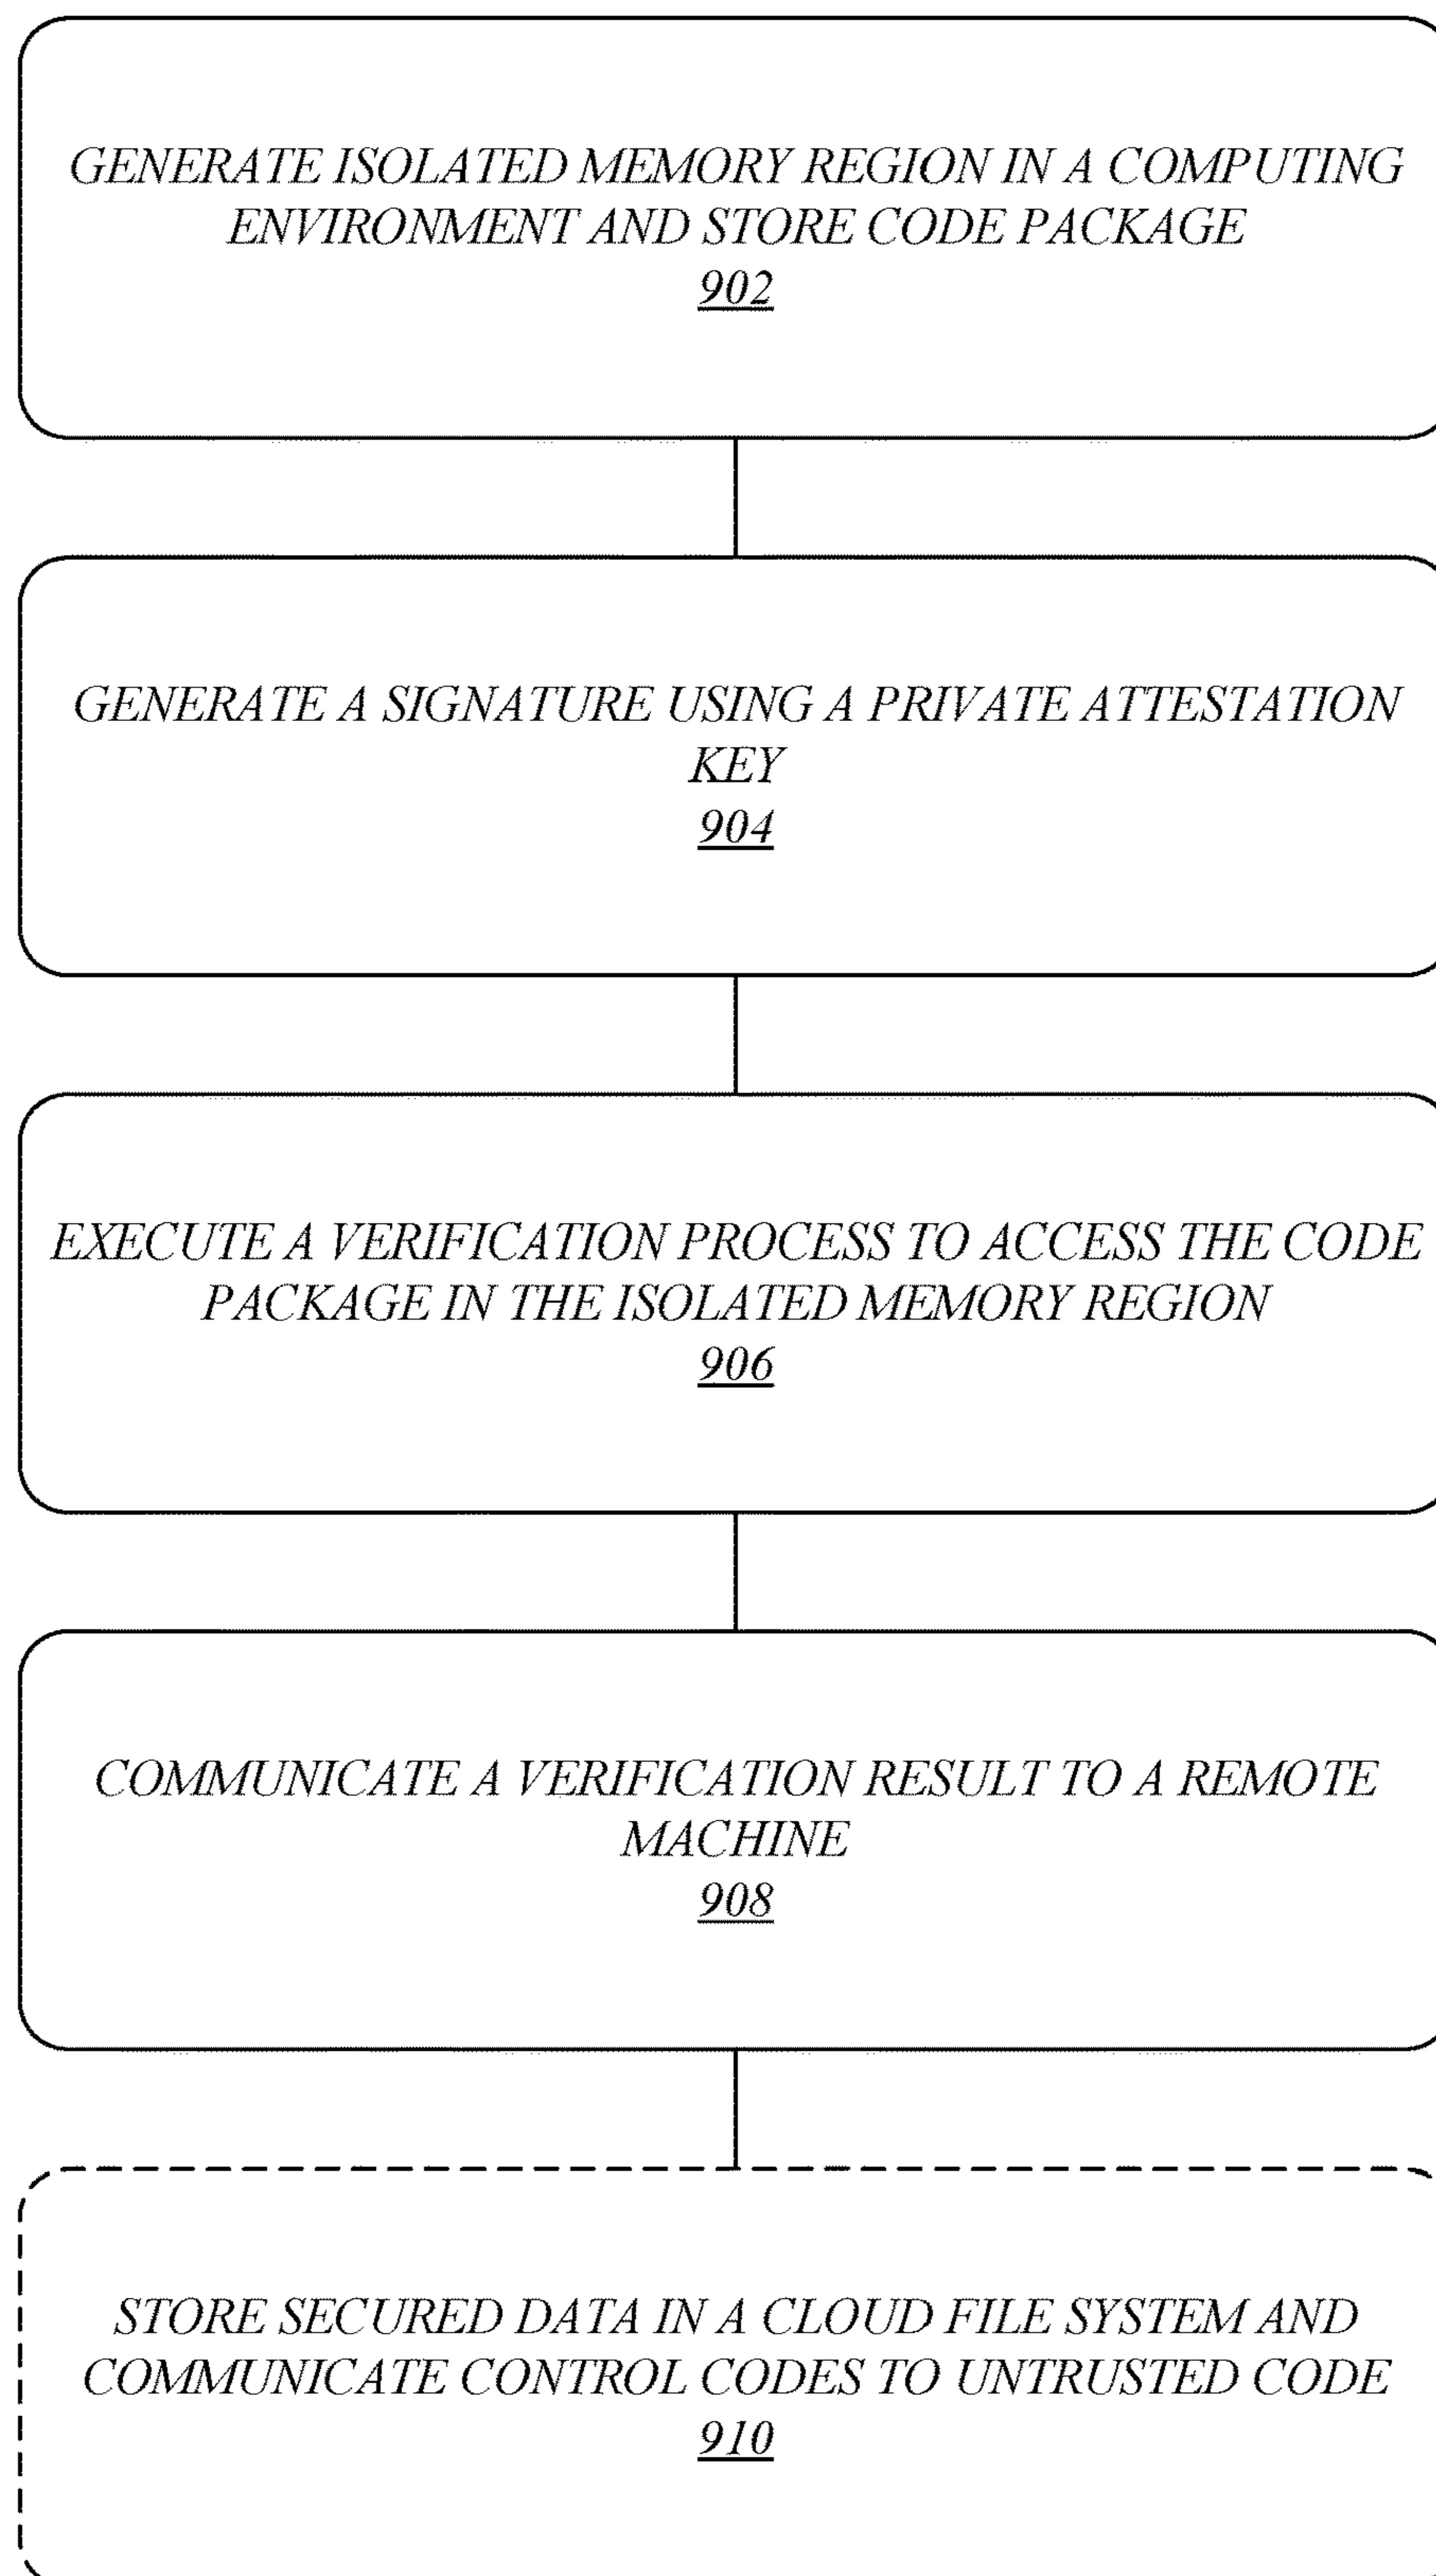 GENERATE ISOLATED MEMORY REGION IN A COMPUTING
ENVIRONMENT AND STORE CODE PACKAGE
902
GENERATE A SIGNATURE USING A PRIVATE ATTESTATION
KEY
904
EXECUTE A VERIFICATION PROCESS TO ACCESS THE CODE
PACKAGE IN THE ISOLATED MEMORY REGION
906
COMMUNICATE A VERIFICATION RESULT TO A REMOTE
MACHINE
908
STORE SECURED DATA IN A CLOUD FILE SYSTEM AND
COMMUNICATE CONTROL CODES TO UNTRUSTED CODE
910